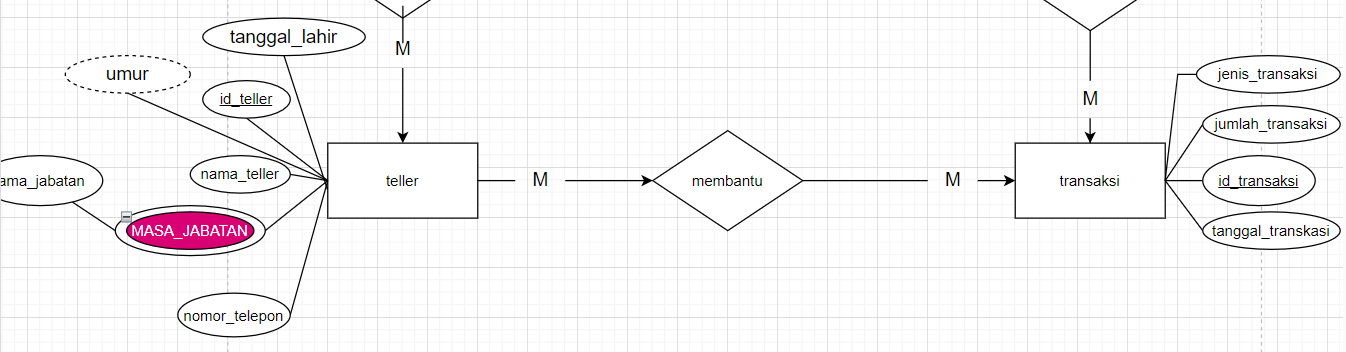 tanggal_lahir
M
umur
jenis_transaksi
id_teller
M
jumlah_transaksi
nama_teller
ama_jabatan
teller
M
membantu
M
transaksi
id_transaksi
MASA_JABATAN
tanggal_transkasi
nomor_telepon